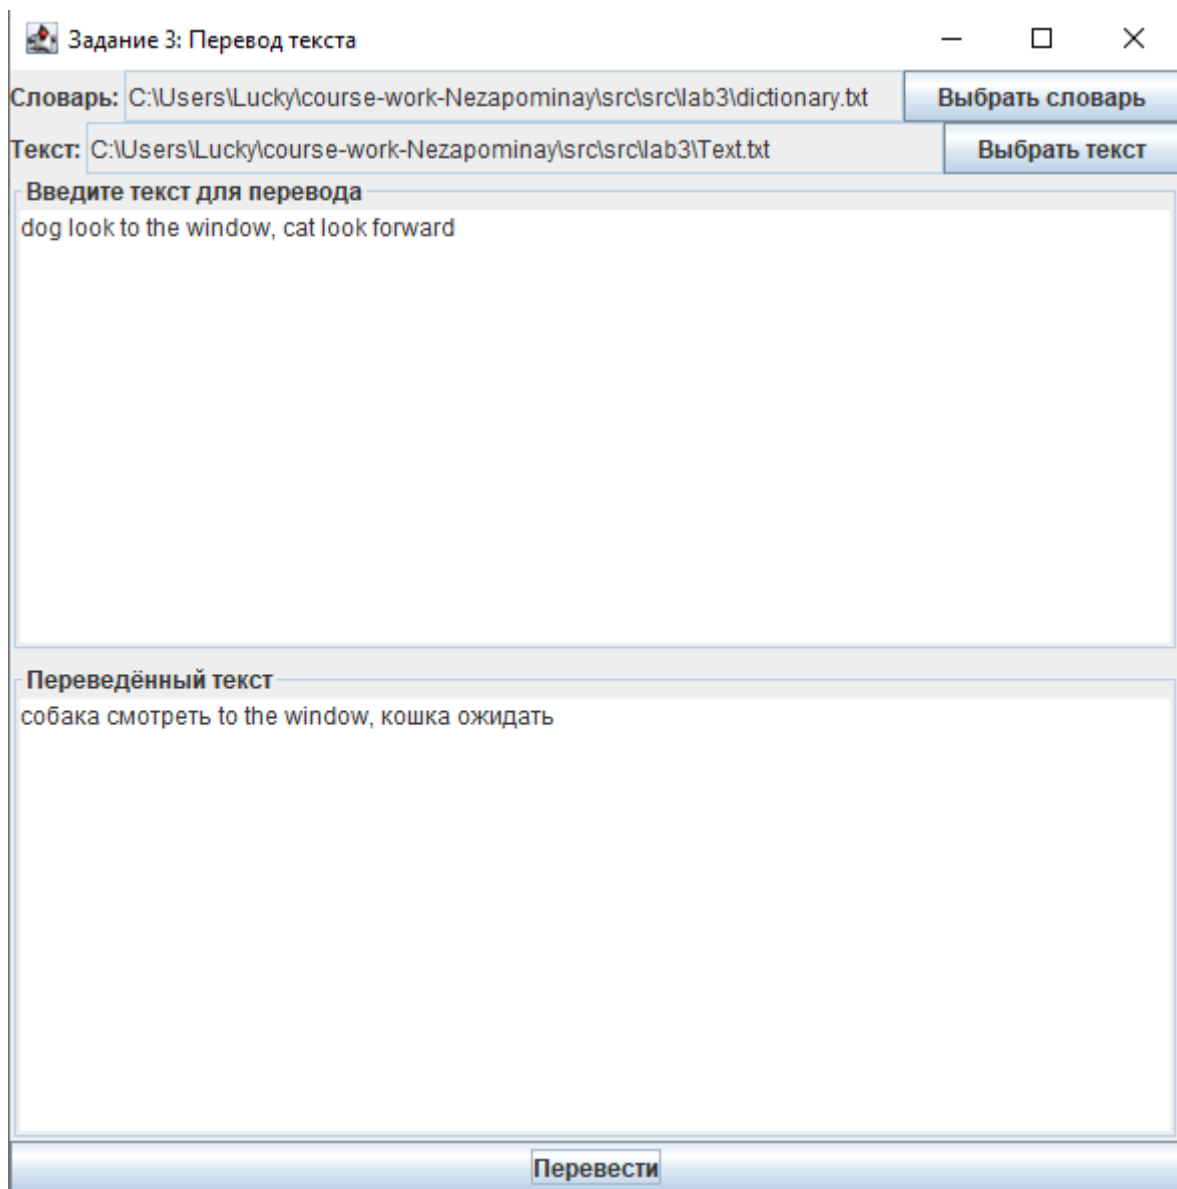 Задание 3: Перевод текста
Словарь: C:\Users\Lucky\course-work-Nezapominay\src\src\lab3\dictionary.txt Выбрать словарь
Текст: C:\Users\Lucky\course-work-Nezapominay\src\src\lab3\Text.txt Выбрать текст
Введите текст для перевода
dog look to the window, cat look forward
Переведённый текст
собака смотреть to the window, кошка ожидать
Перевести